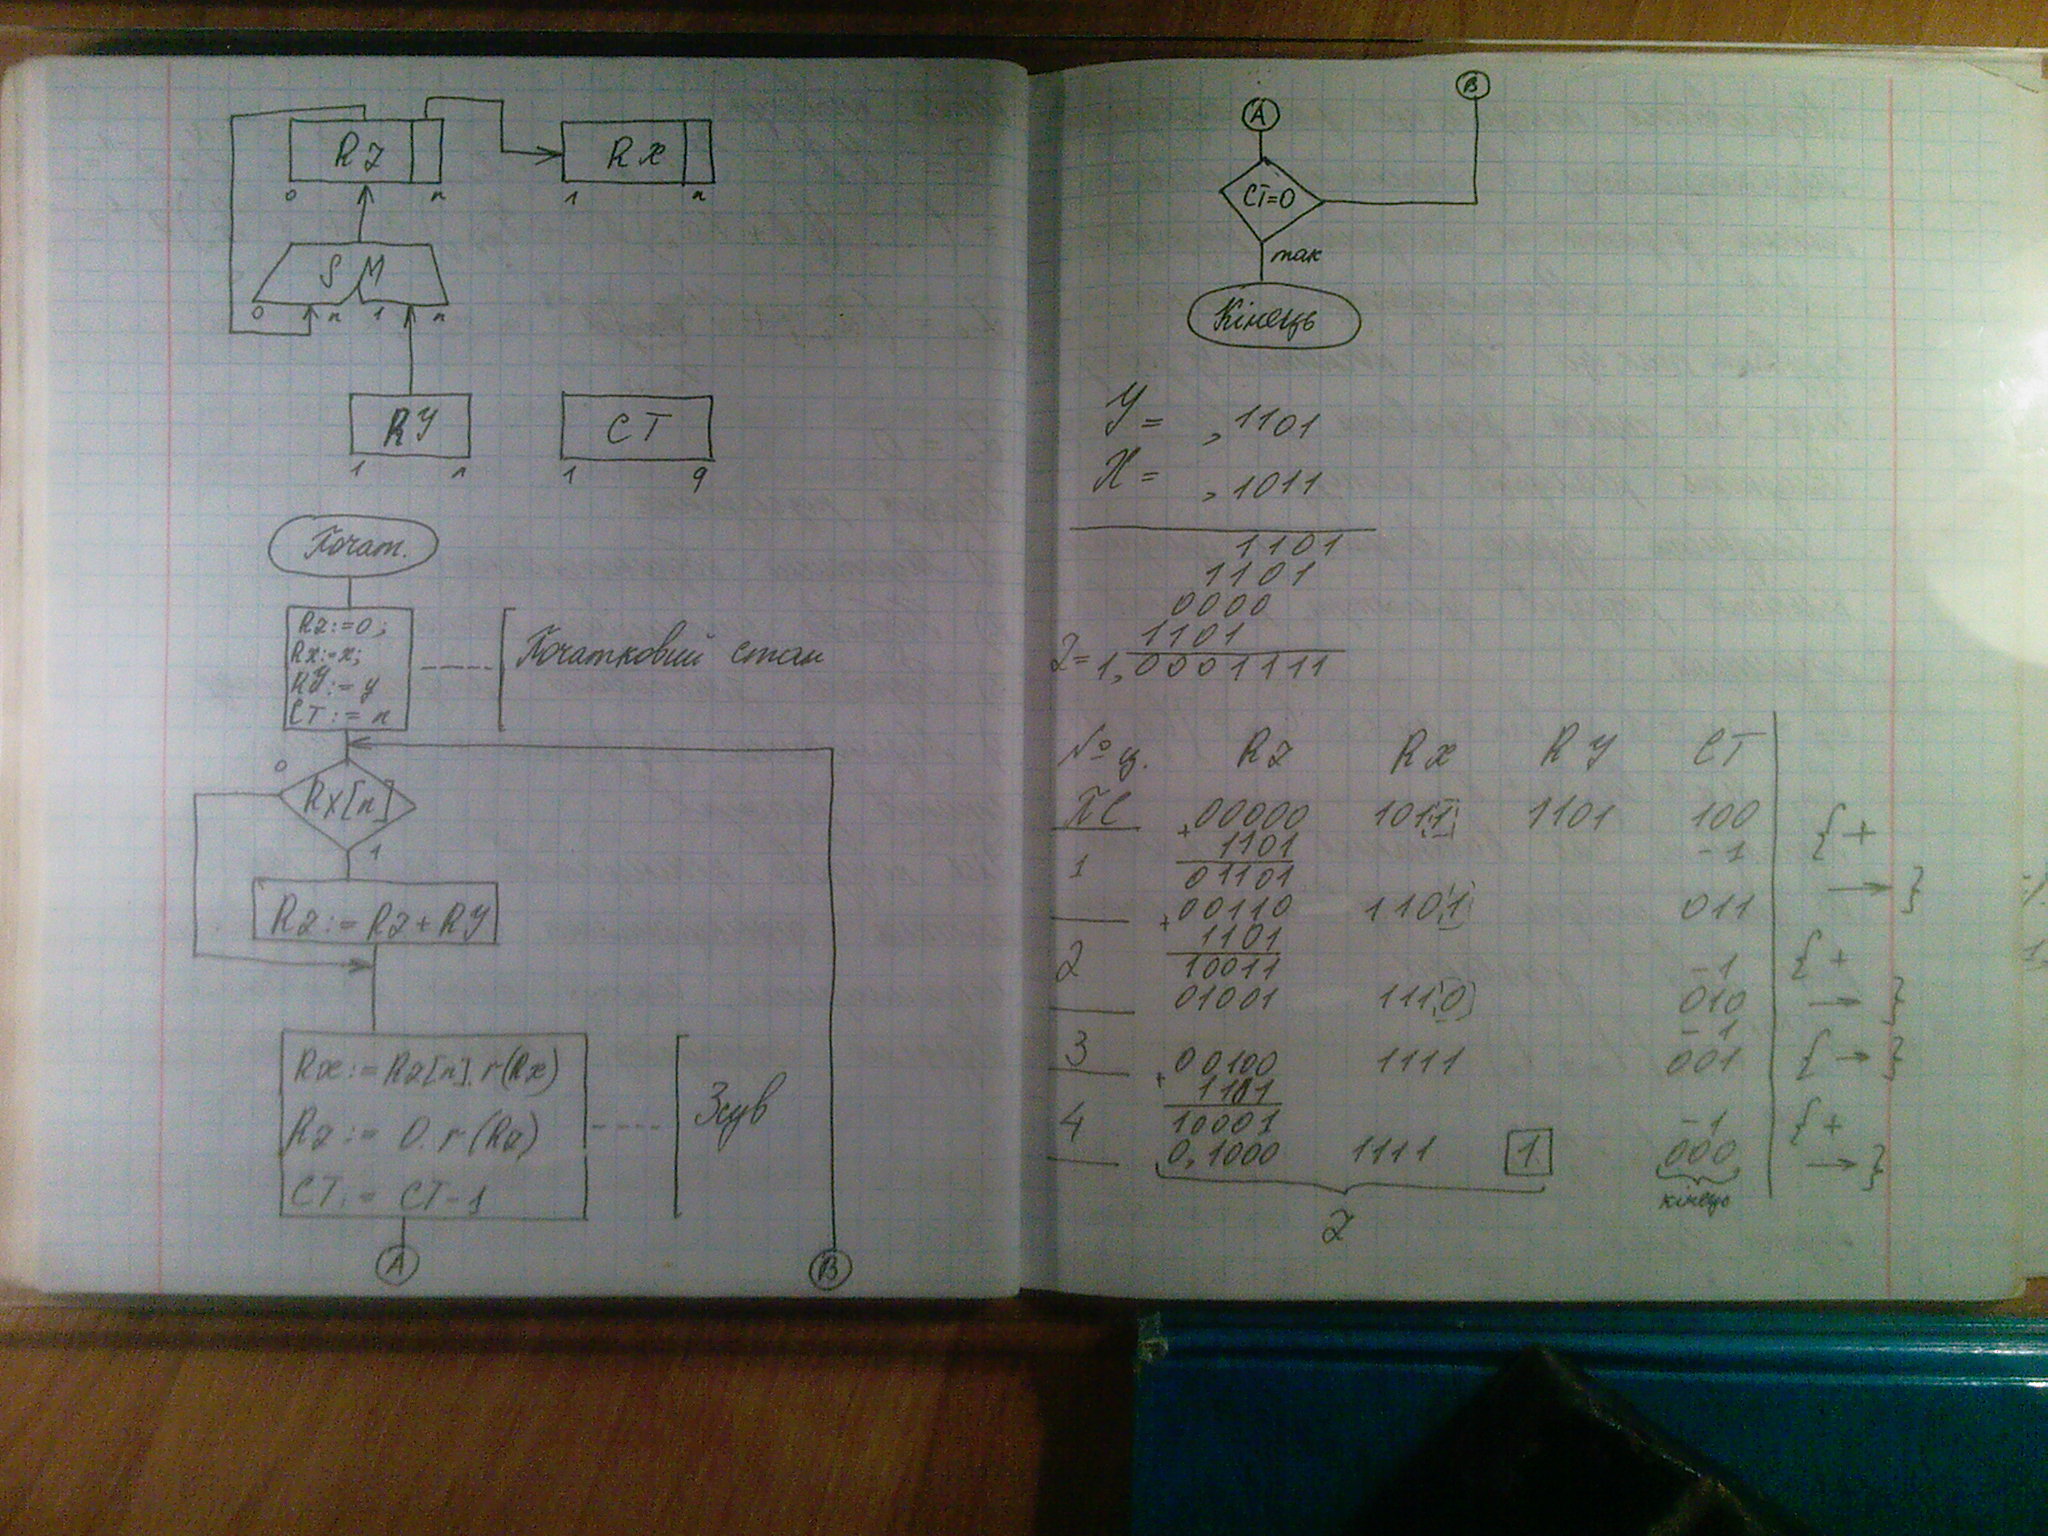 RZ RX
0 n 1 n
SM
0 n 1 n
RY CT
1 n 1 q
Почат.
RZ:=0;
RX:=x;
RY:=y
CT:=n
Початковий стан
0
RX[n]
1
RZ:=RZ+RY
RX:=RZ[n].r(RX)
RZ:=0.r(RZ)
CT:=CT-1
Зсув
A B
B
A
CT=0
так
Кінець
Y= ,1101
X= ,1011
1101
1101
0000
1101
Z=1,0001111
№ ц. RZ RX RY CT
ПС 00000 1011 1101 100 { +
+ 1101 -1
1 01101 → }
00110 1101 011
+ 1101
2 10011 -1 { +
01001 1110 010 → }
-1
3 00100 1111 001 { → }
+ 1101
4 10001 -1 { +
0,1000 1111 1 000 → }
Z кінець